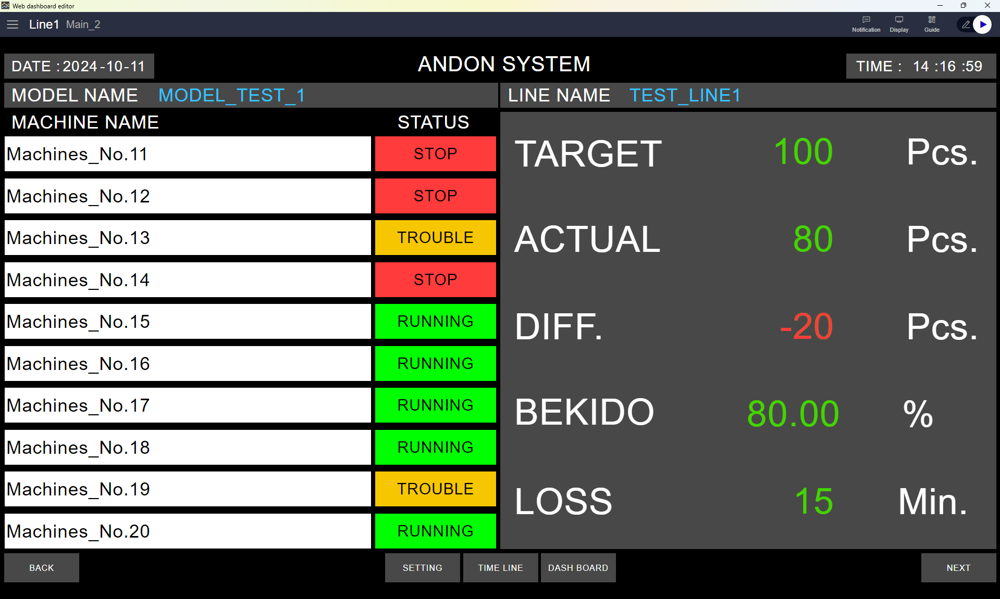 Web dashboard editor
Line1 Main_2
Notification Display Guide
DATE :2024-10-11
ANDON SYSTEM
TIME : 14 :16 :59
MODEL NAME MODEL_TEST_1
LINE NAME TEST_LINE1
MACHINE NAME STATUS
Machines_No.11 STOP
Machines_No.12 STOP
Machines_No.13 TROUBLE
Machines_No.14 STOP
Machines_No.15 RUNNING
Machines_No.16 RUNNING
Machines_No.17 RUNNING
Machines_No.18 RUNNING
Machines_No.19 TROUBLE
Machines_No.20 RUNNING
TARGET 100 Pcs.
ACTUAL 80 Pcs.
DIFF. -20 Pcs.
BEKIDO 80.00 %
LOSS 15 Min.
BACK SETTING TIME LINE DASH BOARD NEXT